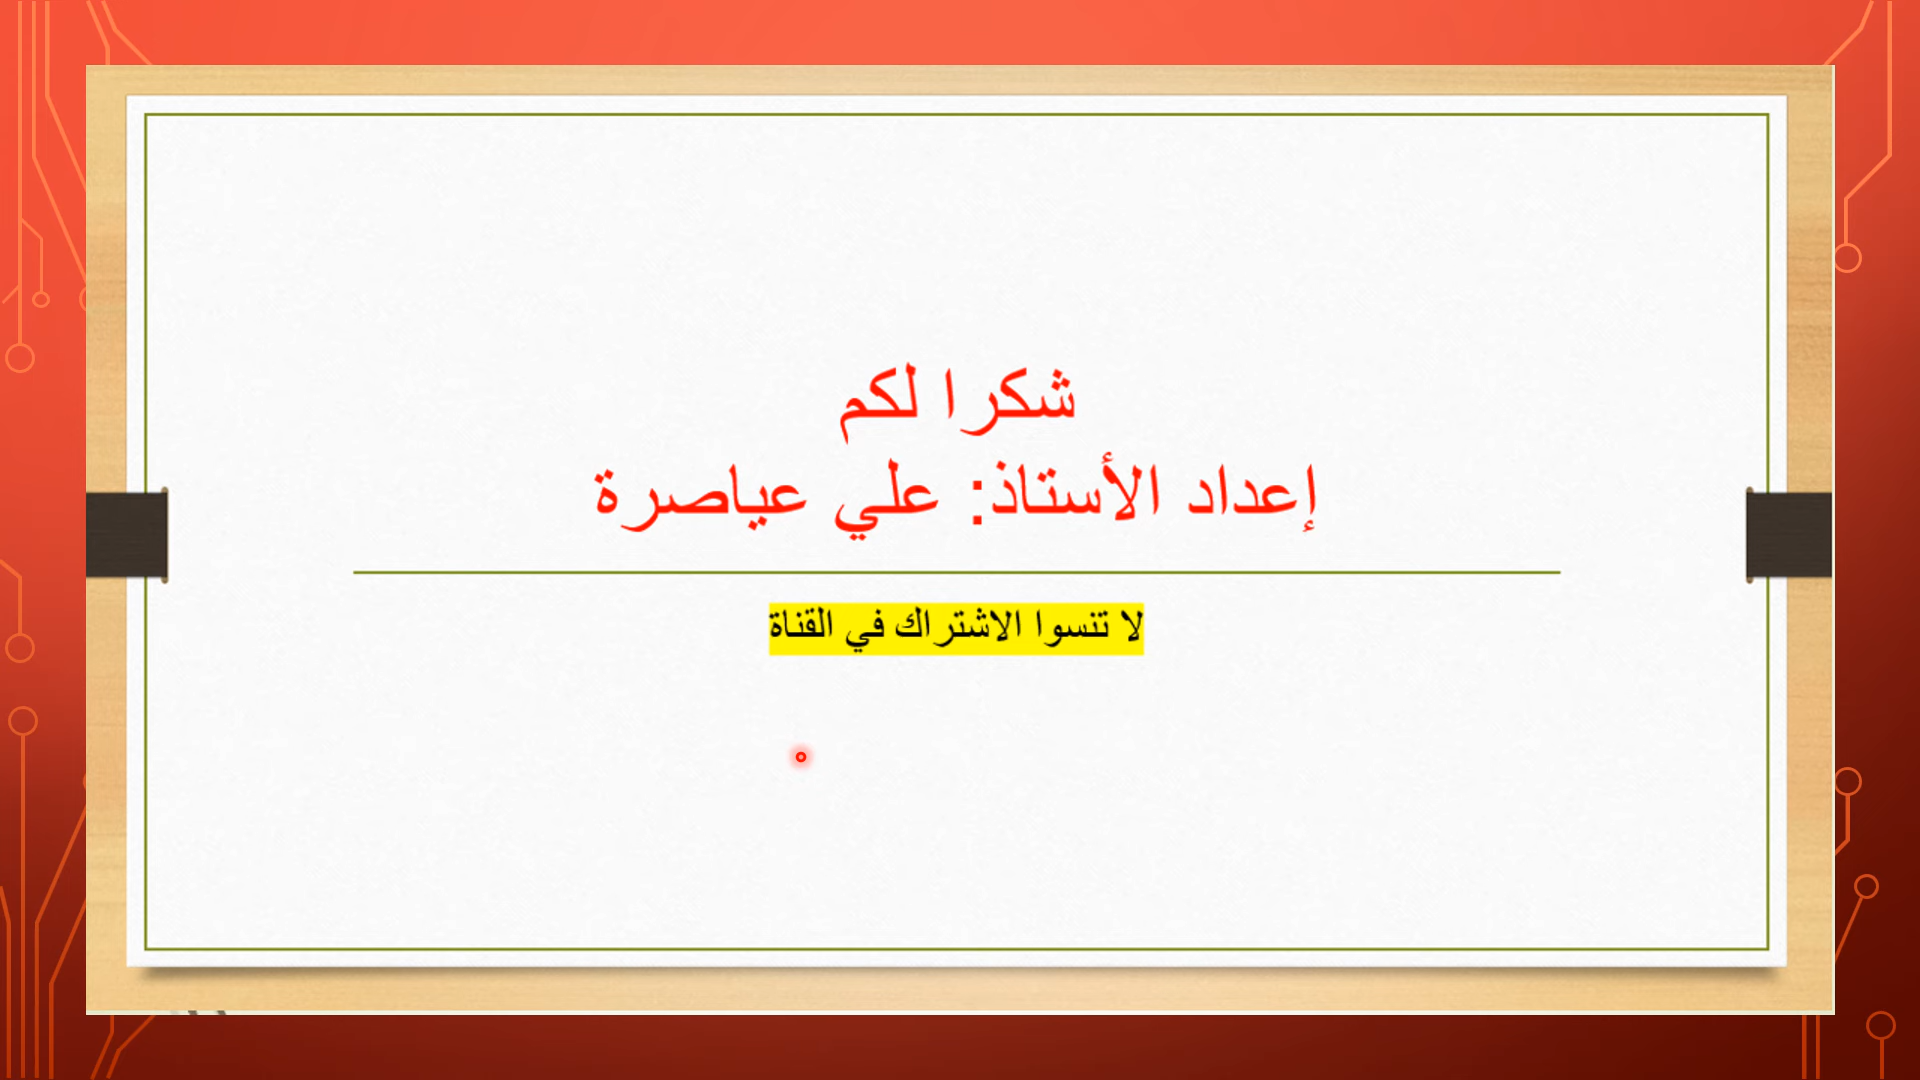 شكرا لكم
إعداد الأستاذ: علي عياصرة
لا تنسوا الاشتراك في القناة